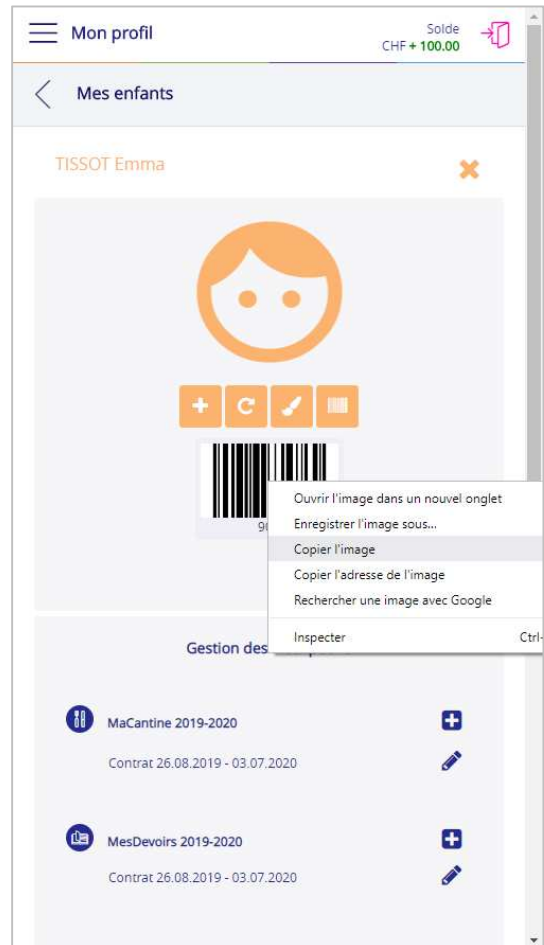 Mon profil
Solde
CHF + 100.00
Mes enfants
TISSOT Emma
Ouvrir l'image dans un nouvel onglet
Enregistrer l'image sous...
Copier l'image
Copier l'adresse de l'image
Rechercher une image avec Google
Inspecter
Gestion des
MaCantine 2019-2020
Contrat 26.08.2019 - 03.07.2020
MesDevoirs 2019-2020
Contrat 26.08.2019 - 03.07.2020